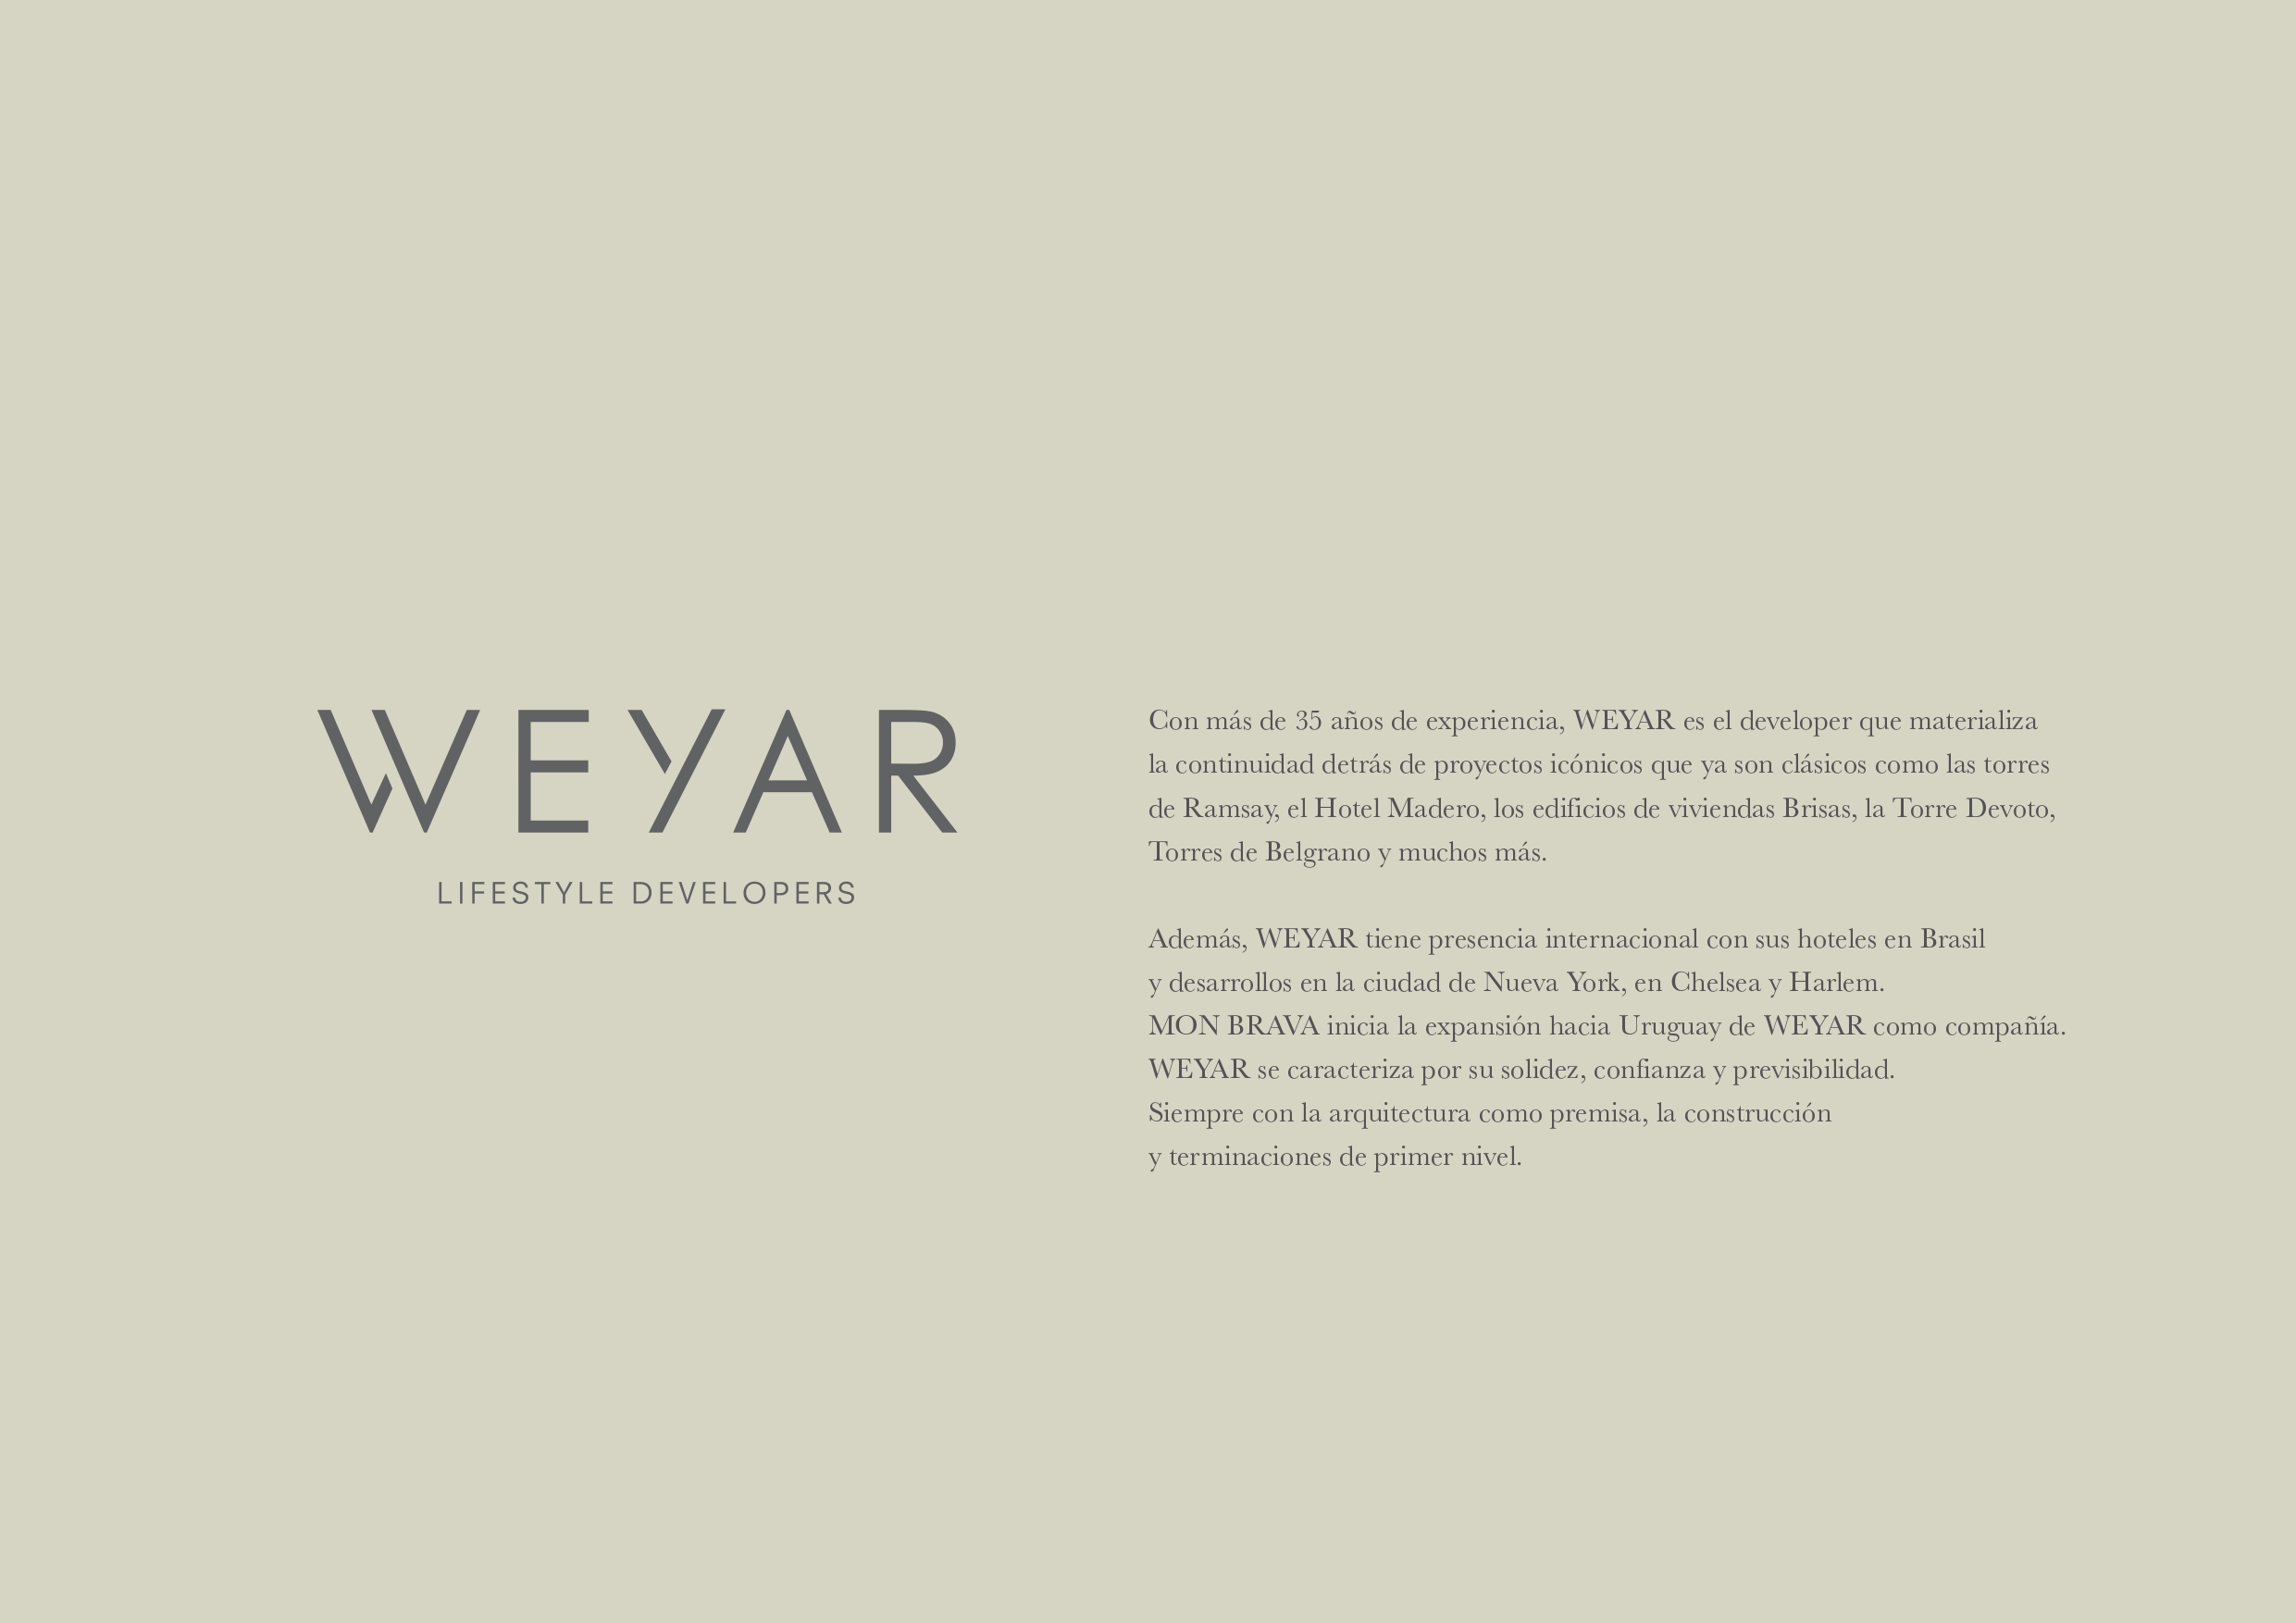 WEYAR
LIFESTYLE DEVELOPERS
Con más de 35 años de experiencia, WEYAR es el developer que materializa
la continuidad detrás de proyectos icónicos que ya son clásicos como las torres
de Ramsay, el Hotel Madero, los edificios de viviendas Brisas, la Torre Devoto,
Torres de Belgrano y muchos más.
Además, WEYAR tiene presencia internacional con sus hoteles en Brasil
y desarrollos en la ciudad de Nueva York, en Chelsea y Harlem.
MON BRAVA inicia la expansión hacia Uruguay de WEYAR como compañía.
WEYAR se caracteriza por su solidez, confianza y previsibilidad.
Siempre con la arquitectura como premisa, la construcción
y terminaciones de primer nivel.